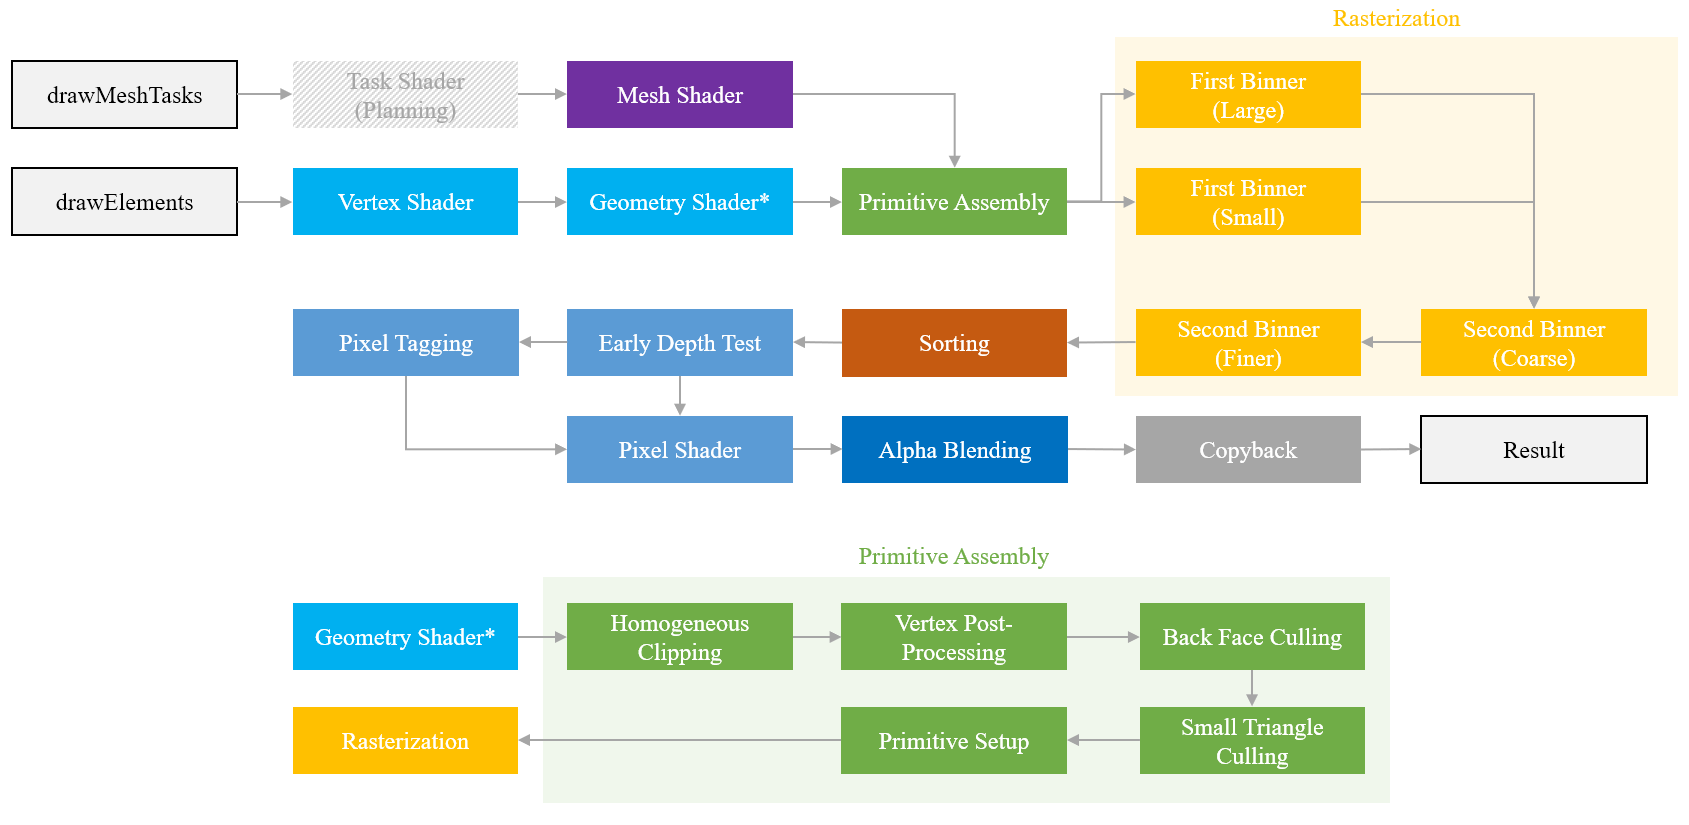 Rasterization
drawMeshTasks
Task Shader
(Planning)
Mesh Shader
First Binner
(Large)
drawElements
Vertex Shader
Geometry Shader*
Primitive Assembly
First Binner
(Small)
Pixel Tagging
Early Depth Test
Sorting
Second Binner
(Finer)
Second Binner
(Coarse)
Pixel Shader
Alpha Blending
Copyback
Result
Primitive Assembly
Geometry Shader*
Homogeneous
Clipping
Vertex Post-
Processing
Back Face Culling
Rasterization
Primitive Setup
Small Triangle
Culling